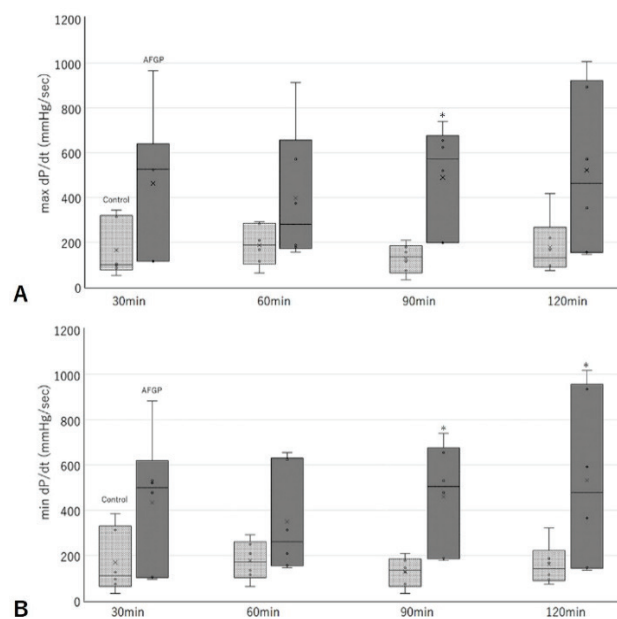 1200
1000
800
600
400
200
0
max dP/dt (mmHg/sec)
Control
AFGP
*
A
30min 60min 90min 120min
1200
1000
800
600
400
200
0
min dP/dt (mmHg/sec)
Control
AFGP
*
*
B
30min 60min 90min 120min